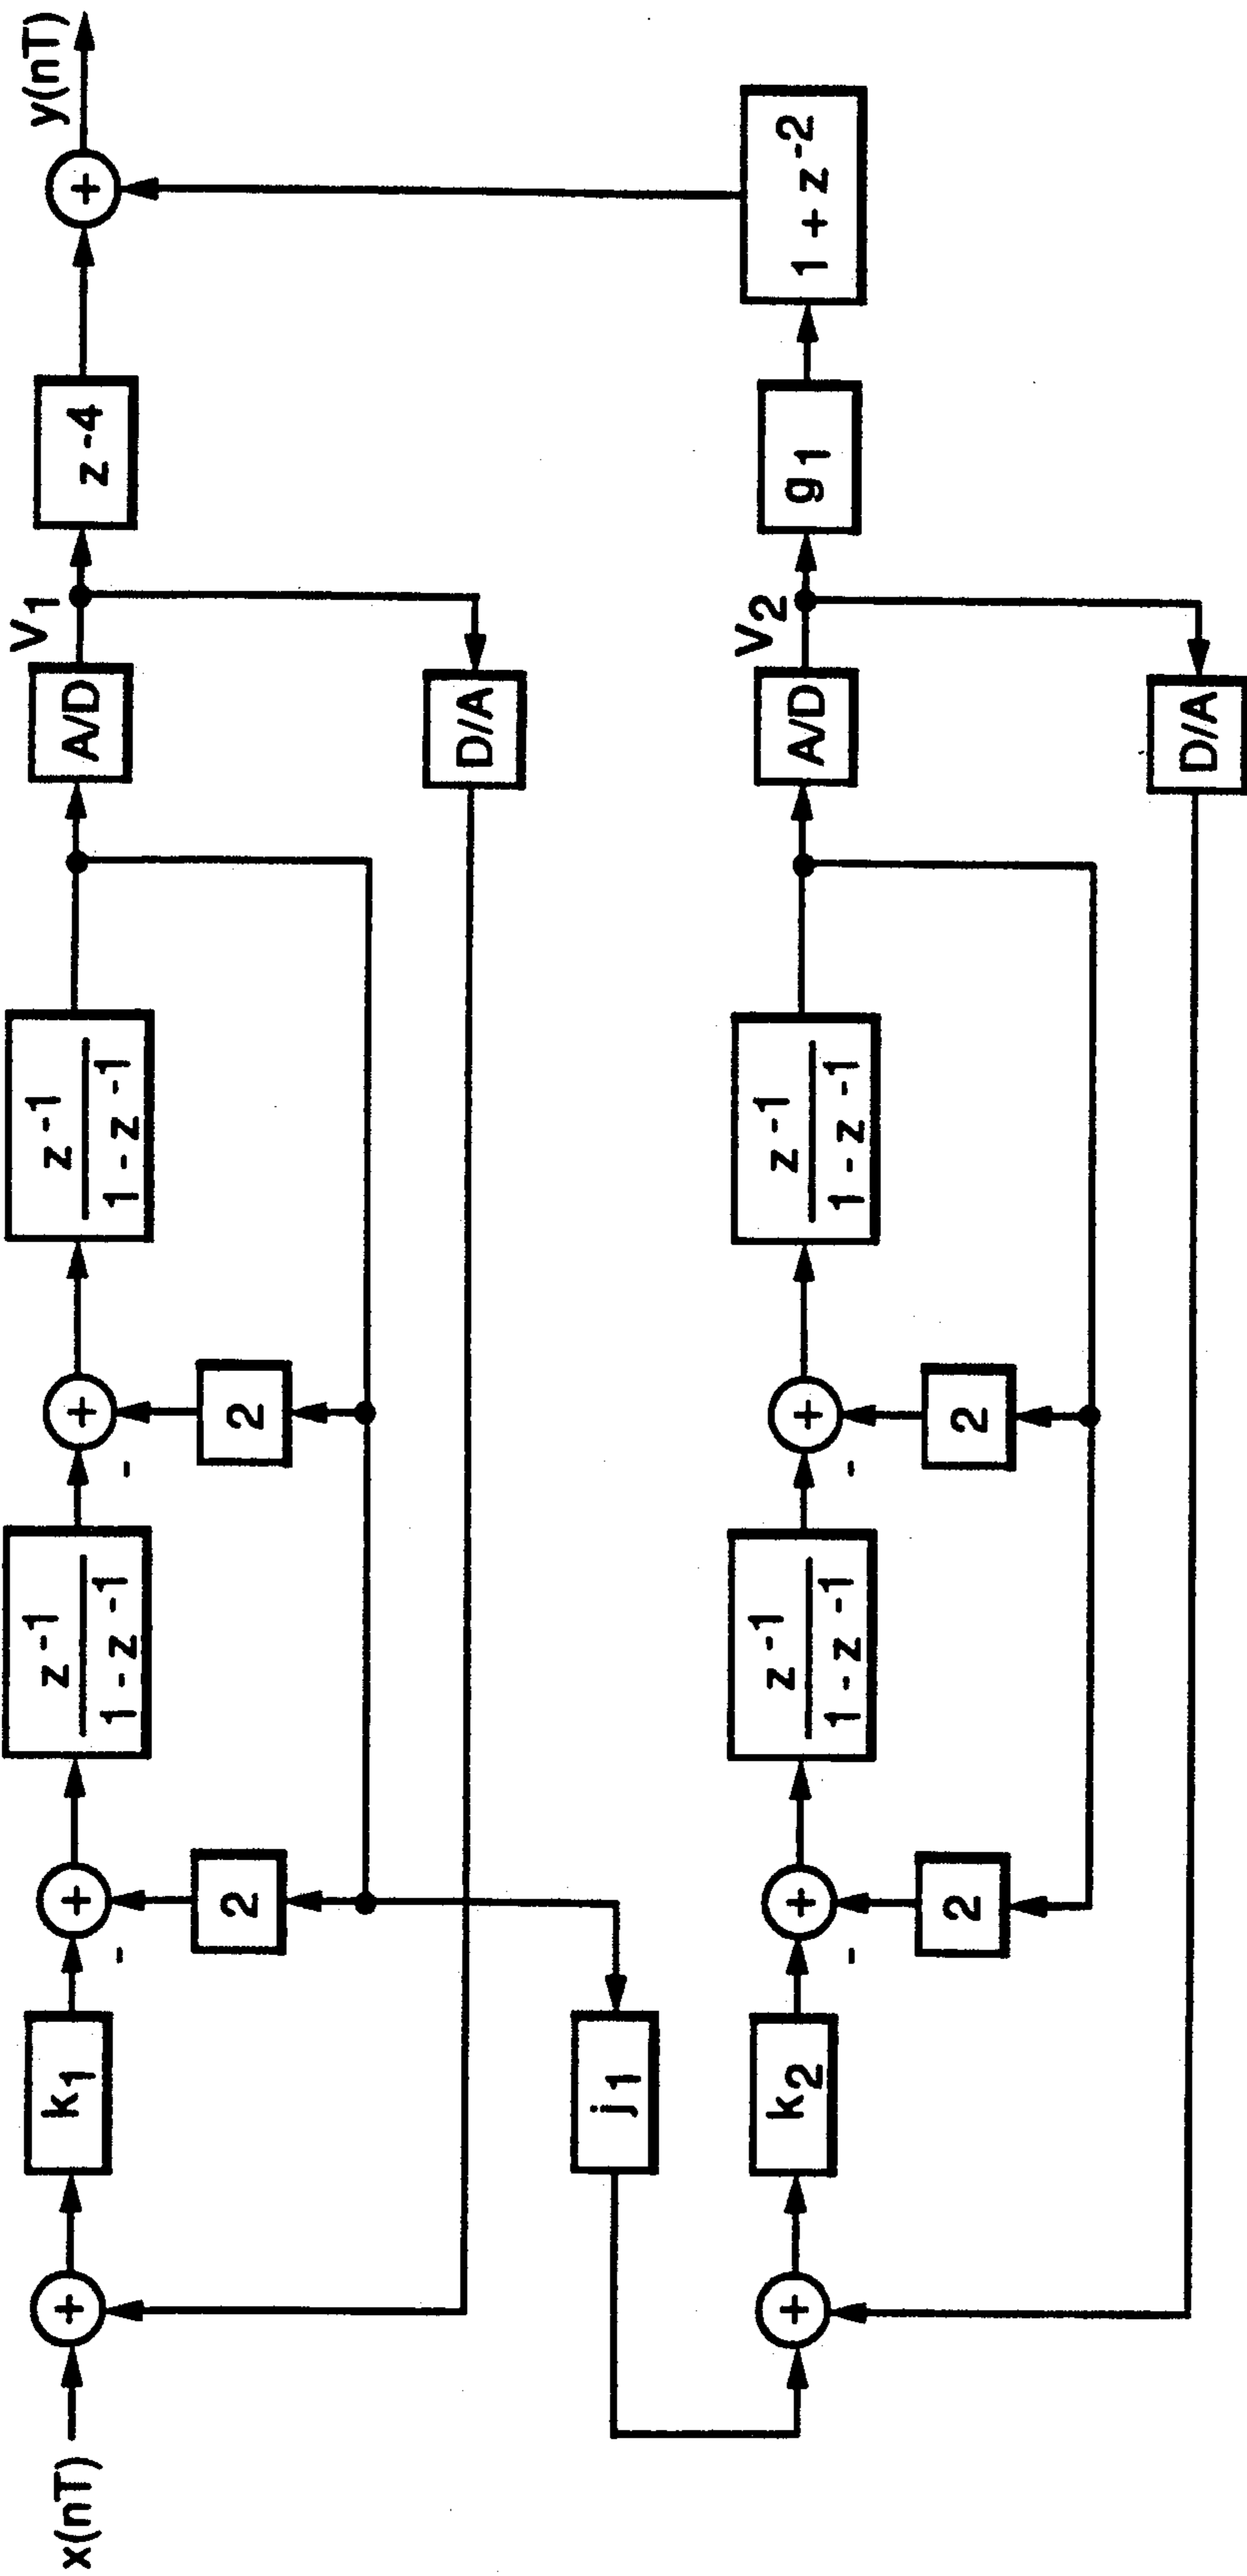 x(nT)
+
k1
+
-
2
z-1
1 - z-1
+
-
2
z-1
1 - z-1
A/D
V1
D/A
z-4
+
y(nT)
j1
+
k2
+
-
2
z-1
1 - z-1
+
-
2
z-1
1 - z-1
A/D
V2
D/A
g1
1 + z-2